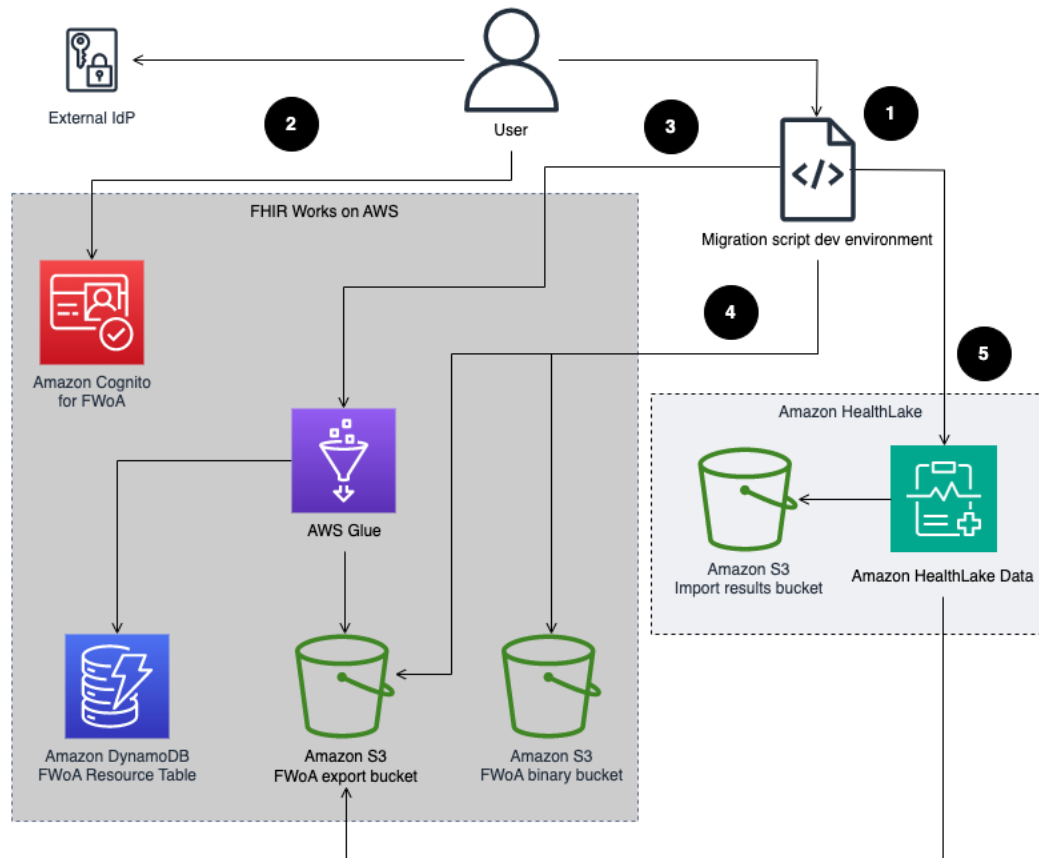 External IdP
User
1
2
3
</>
FHIR Works on AWS
Migration script dev environment
4
5
Amazon Cognito
for FWoA
Amazon HealthLake
AWS Glue
Amazon S3
Import results bucket
Amazon HealthLake Data
Amazon DynamoDB
FWoA Resource Table
Amazon S3
FWoA export bucket
Amazon S3
FWoA binary bucket